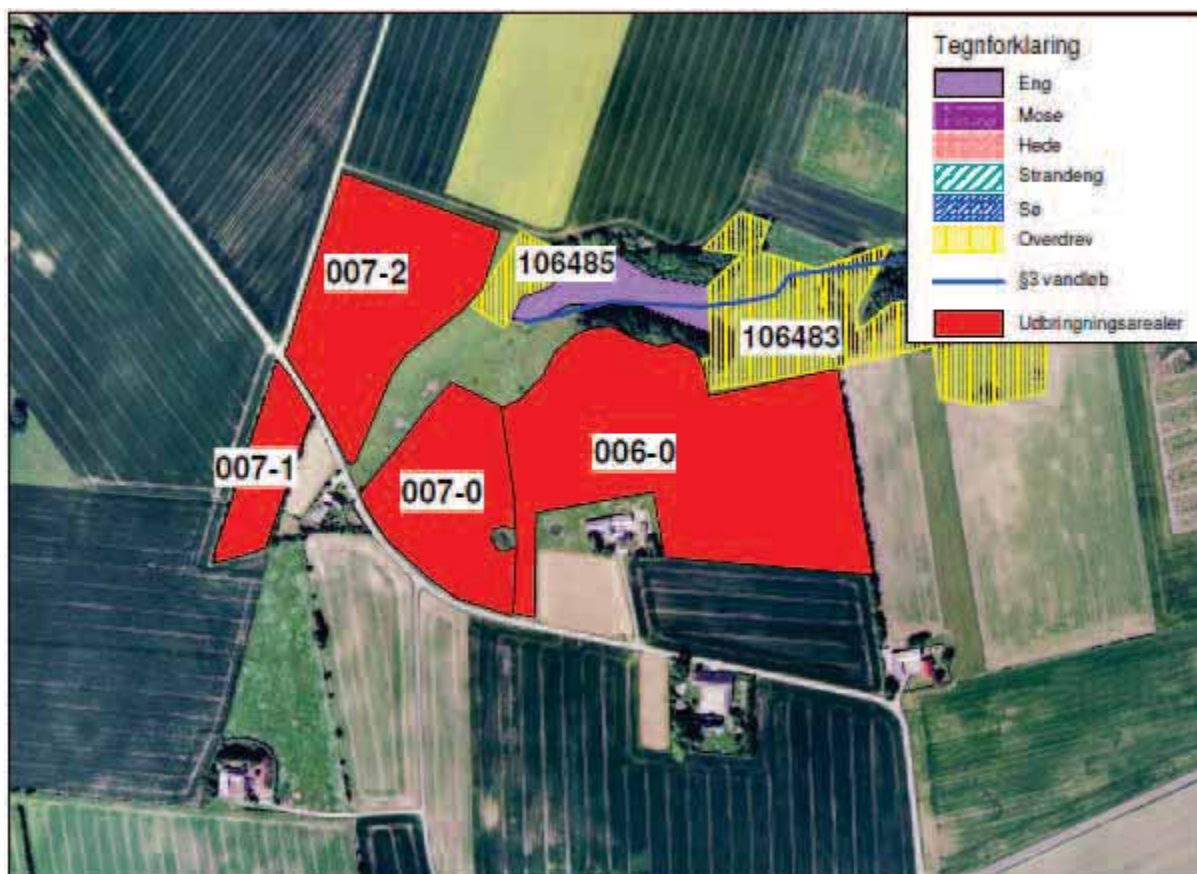 Tegnforklaring
Eng
Mose
Hede
Strandeng
Sø
Overdrev
§3 vandløb
Udbringningsarealer
106485
007-2
106483
007-1
006-0
007-0